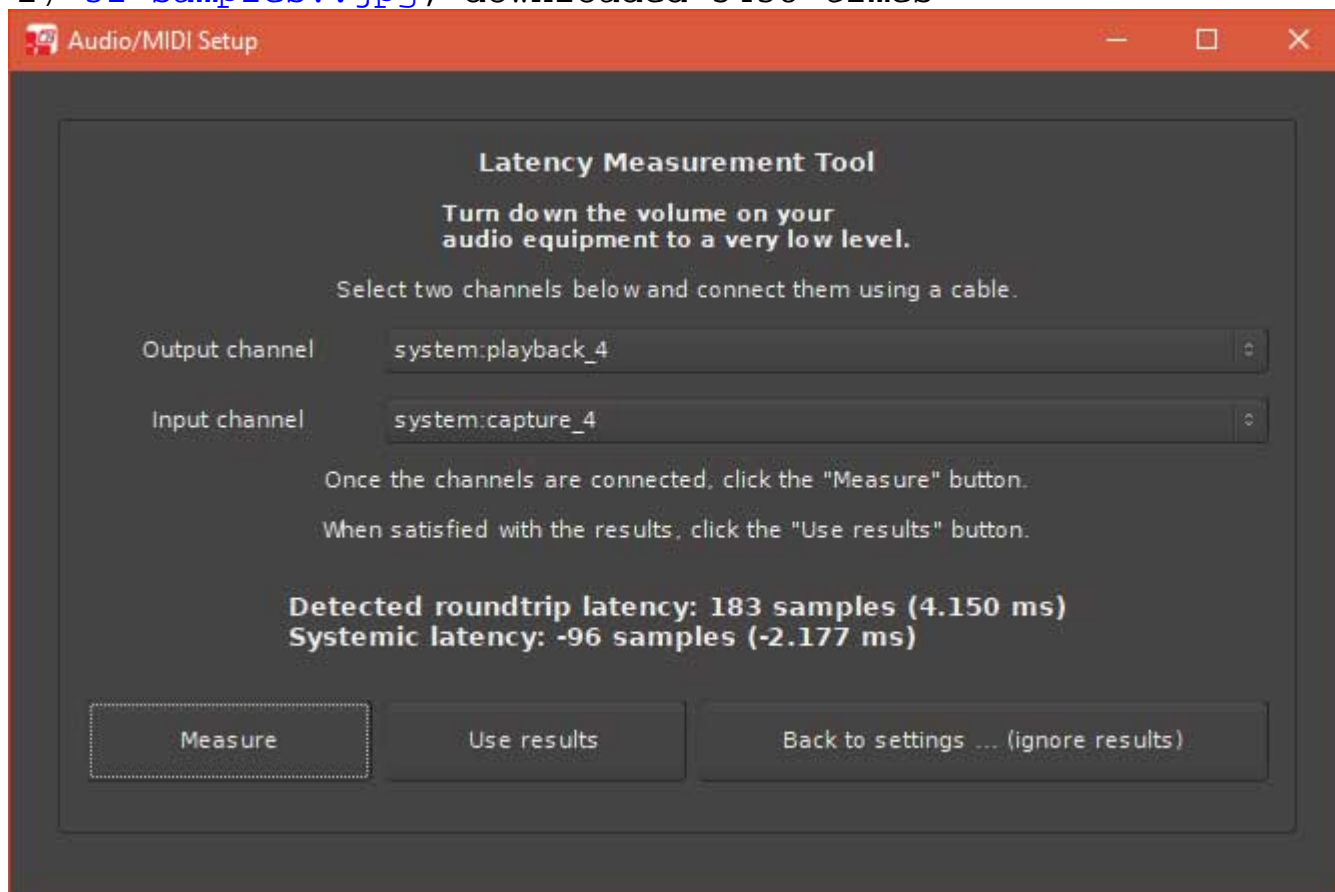 Audio/MIDI Setup
Latency Measurement Tool
Turn down the volume on your
audio equipment to a very low level.
Select two channels below and connect them using a cable.
Output channel system:playback_4
Input channel system:capture_4
Once the channels are connected, click the "Measure" button.
When satisfied with the results, click the "Use results" button.
Detected roundtrip latency: 183 samples (4.150 ms)
Systemic latency: -96 samples (-2.177 ms)
Measure Use results Back to settings ... (ignore results)